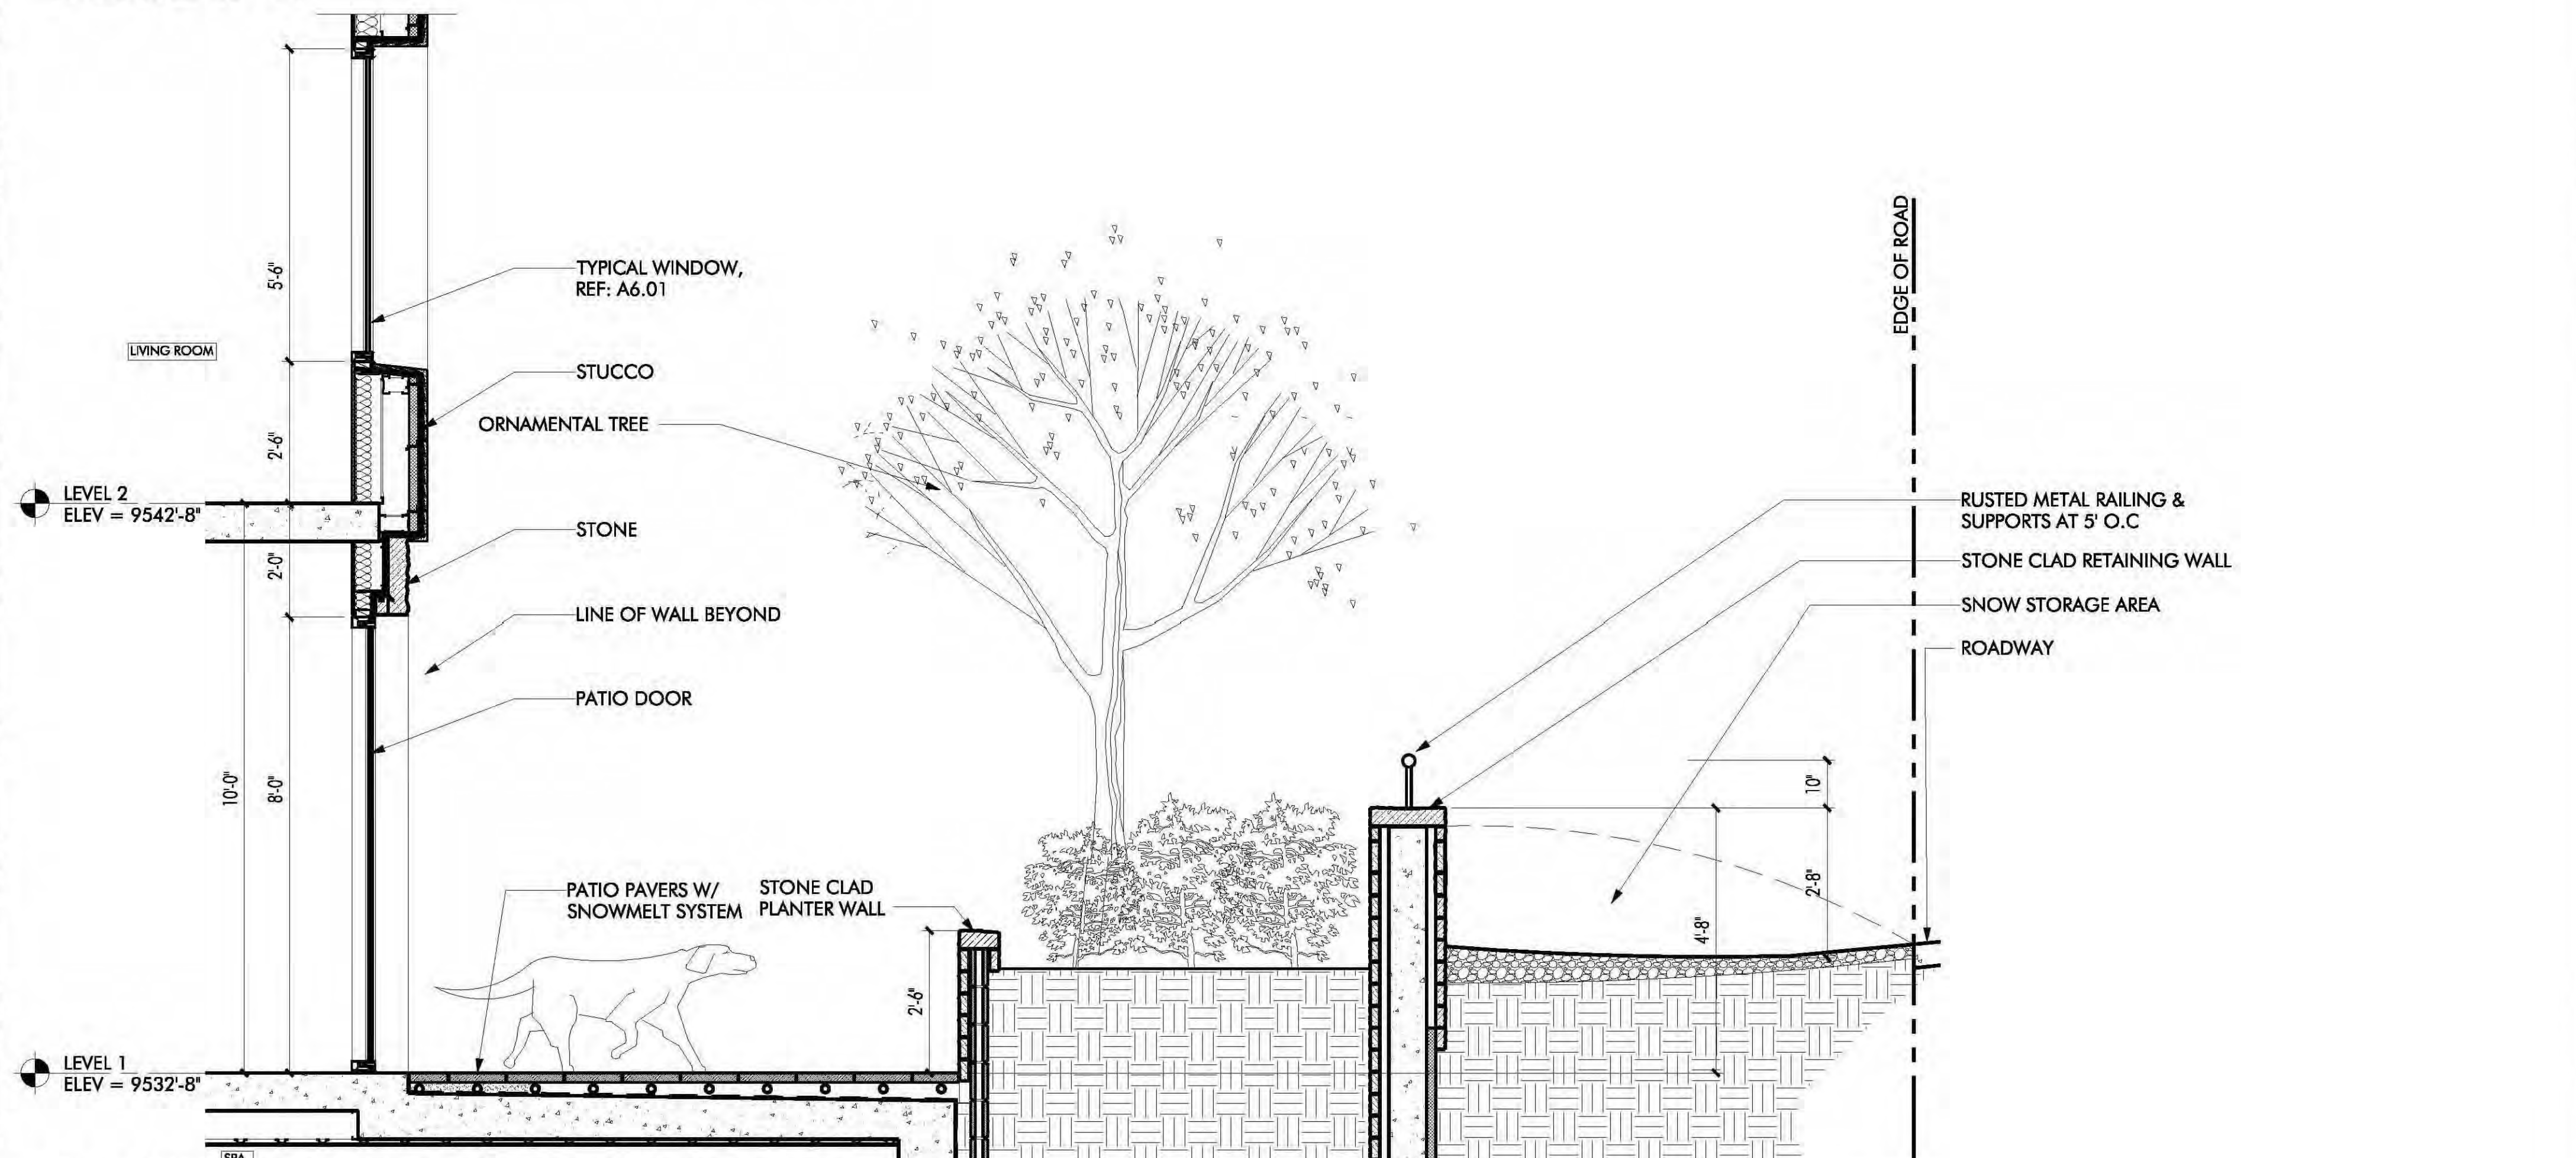 5'-6"
TYPICAL WINDOW,
REF: A6.01
EDGE OF ROAD
LIVING ROOM
STUCCO
ORNAMENTAL TREE
2'-6"
LEVEL 2
ELEV = 9542'-8"
STONE
2'-0"
RUSTED METAL RAILING &
SUPPORTS AT 5' O.C
STONE CLAD RETAINING WALL
SNOW STORAGE AREA
ROADWAY
LINE OF WALL BEYOND
PATIO DOOR
10'-0"
8'-0"
10"
2'-8"
4'-8"
PATIO PAVERS W/
SNOWMELT SYSTEM
STONE CLAD
PLANTER WALL
2'-6"
LEVEL 1
ELEV = 9532'-8"
SPA